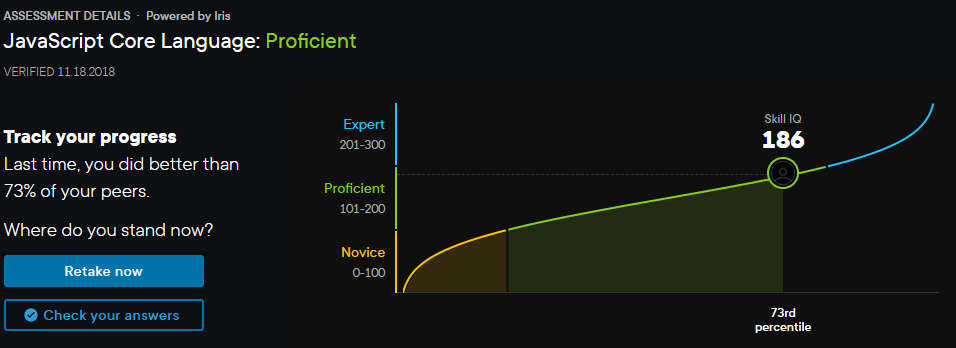 ASSESSMENT DETAILS · Powered by Iris
JavaScript Core Language: Proficient
VERIFIED 11.18.2018
Track your progress
Last time, you did better than
73% of your peers.
Where do you stand now?
Retake now
Check your answers
Expert
201-300
Proficient
101-200
Novice
0-100
Skill IQ
186
73rd
percentile